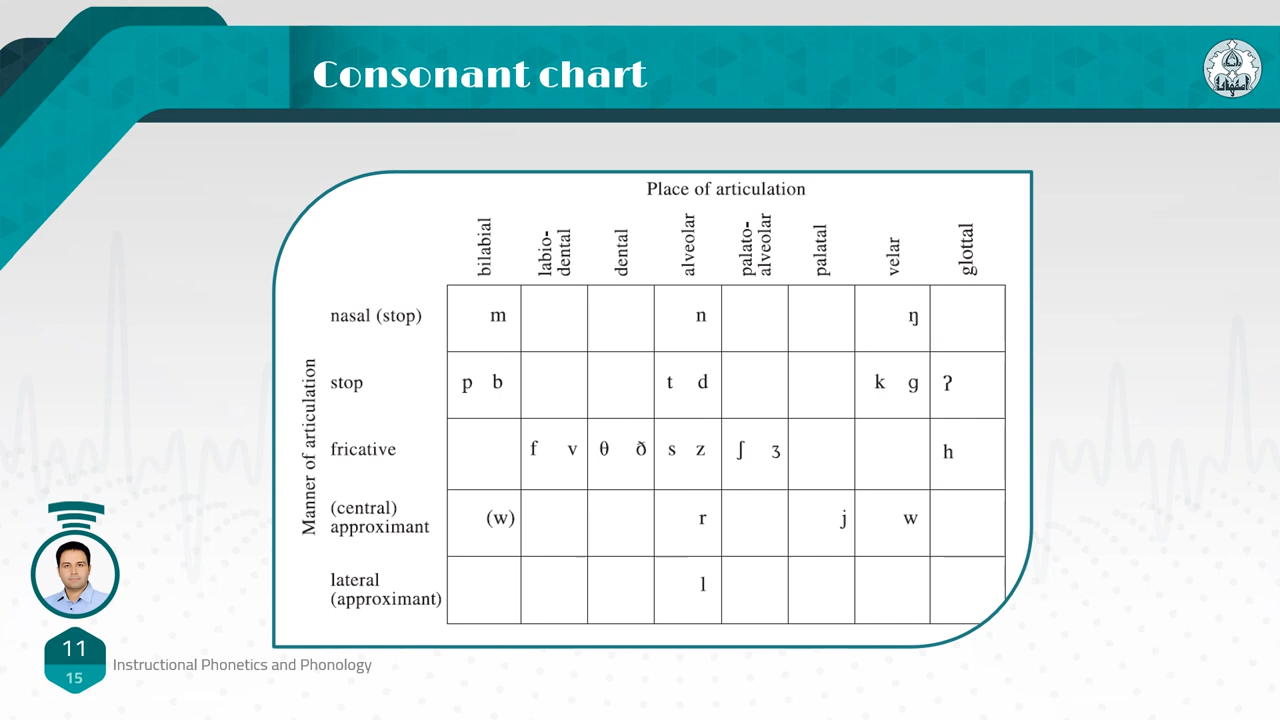 Consonant chart
اصفهان
Place of articulation
bilabial labio-dental dental alveolar palato-alveolar palatal velar glottal
Manner of articulation
nasal (stop) m n ŋ
stop p b t d k ɡ ʔ
fricative f v θ ð s z ʃ ʒ h
(central)
approximant (w) r j w
lateral
(approximant) l
11
15
Instructional Phonetics and Phonology